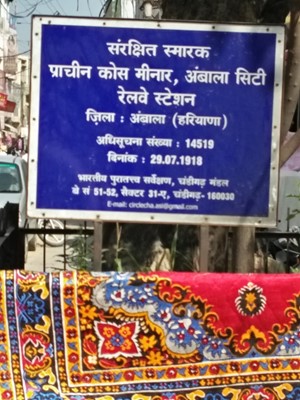 संरक्षित स्मारक
प्राचीन कोस मीनार, अंबाला सिटी
रेलवे स्टेशन
ज़िला : अंबाला (हरियाणा)
अधिसूचना संख्या : 14519
दिनांक : 29.07.1918
भारतीय पुरातत्त्व सर्वेक्षण, चंडीगढ़ मंडल
बे सं 51-52, सैक्टर 31-ए, चंडीगढ़- 160030
E-mail: circlecha.asi@gmail.com